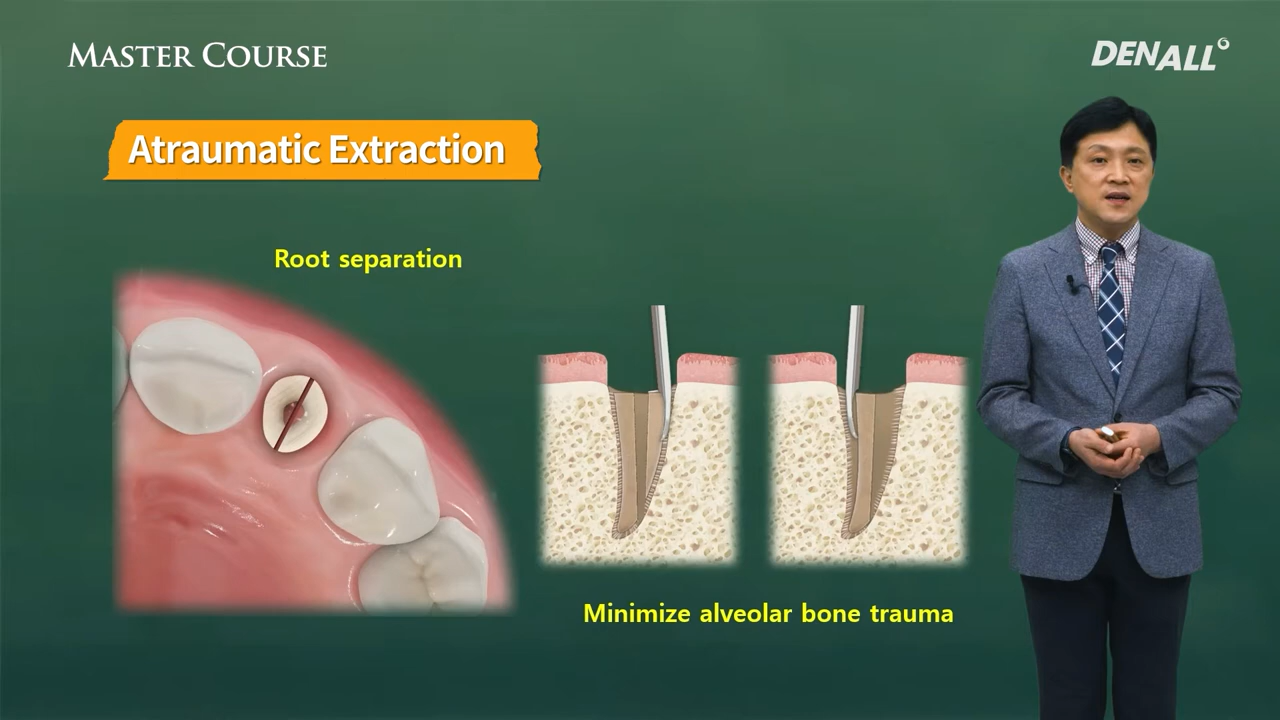 MASTER COURSE
DENALL
Atraumatic Extraction
Root separation
Minimize alveolar bone trauma